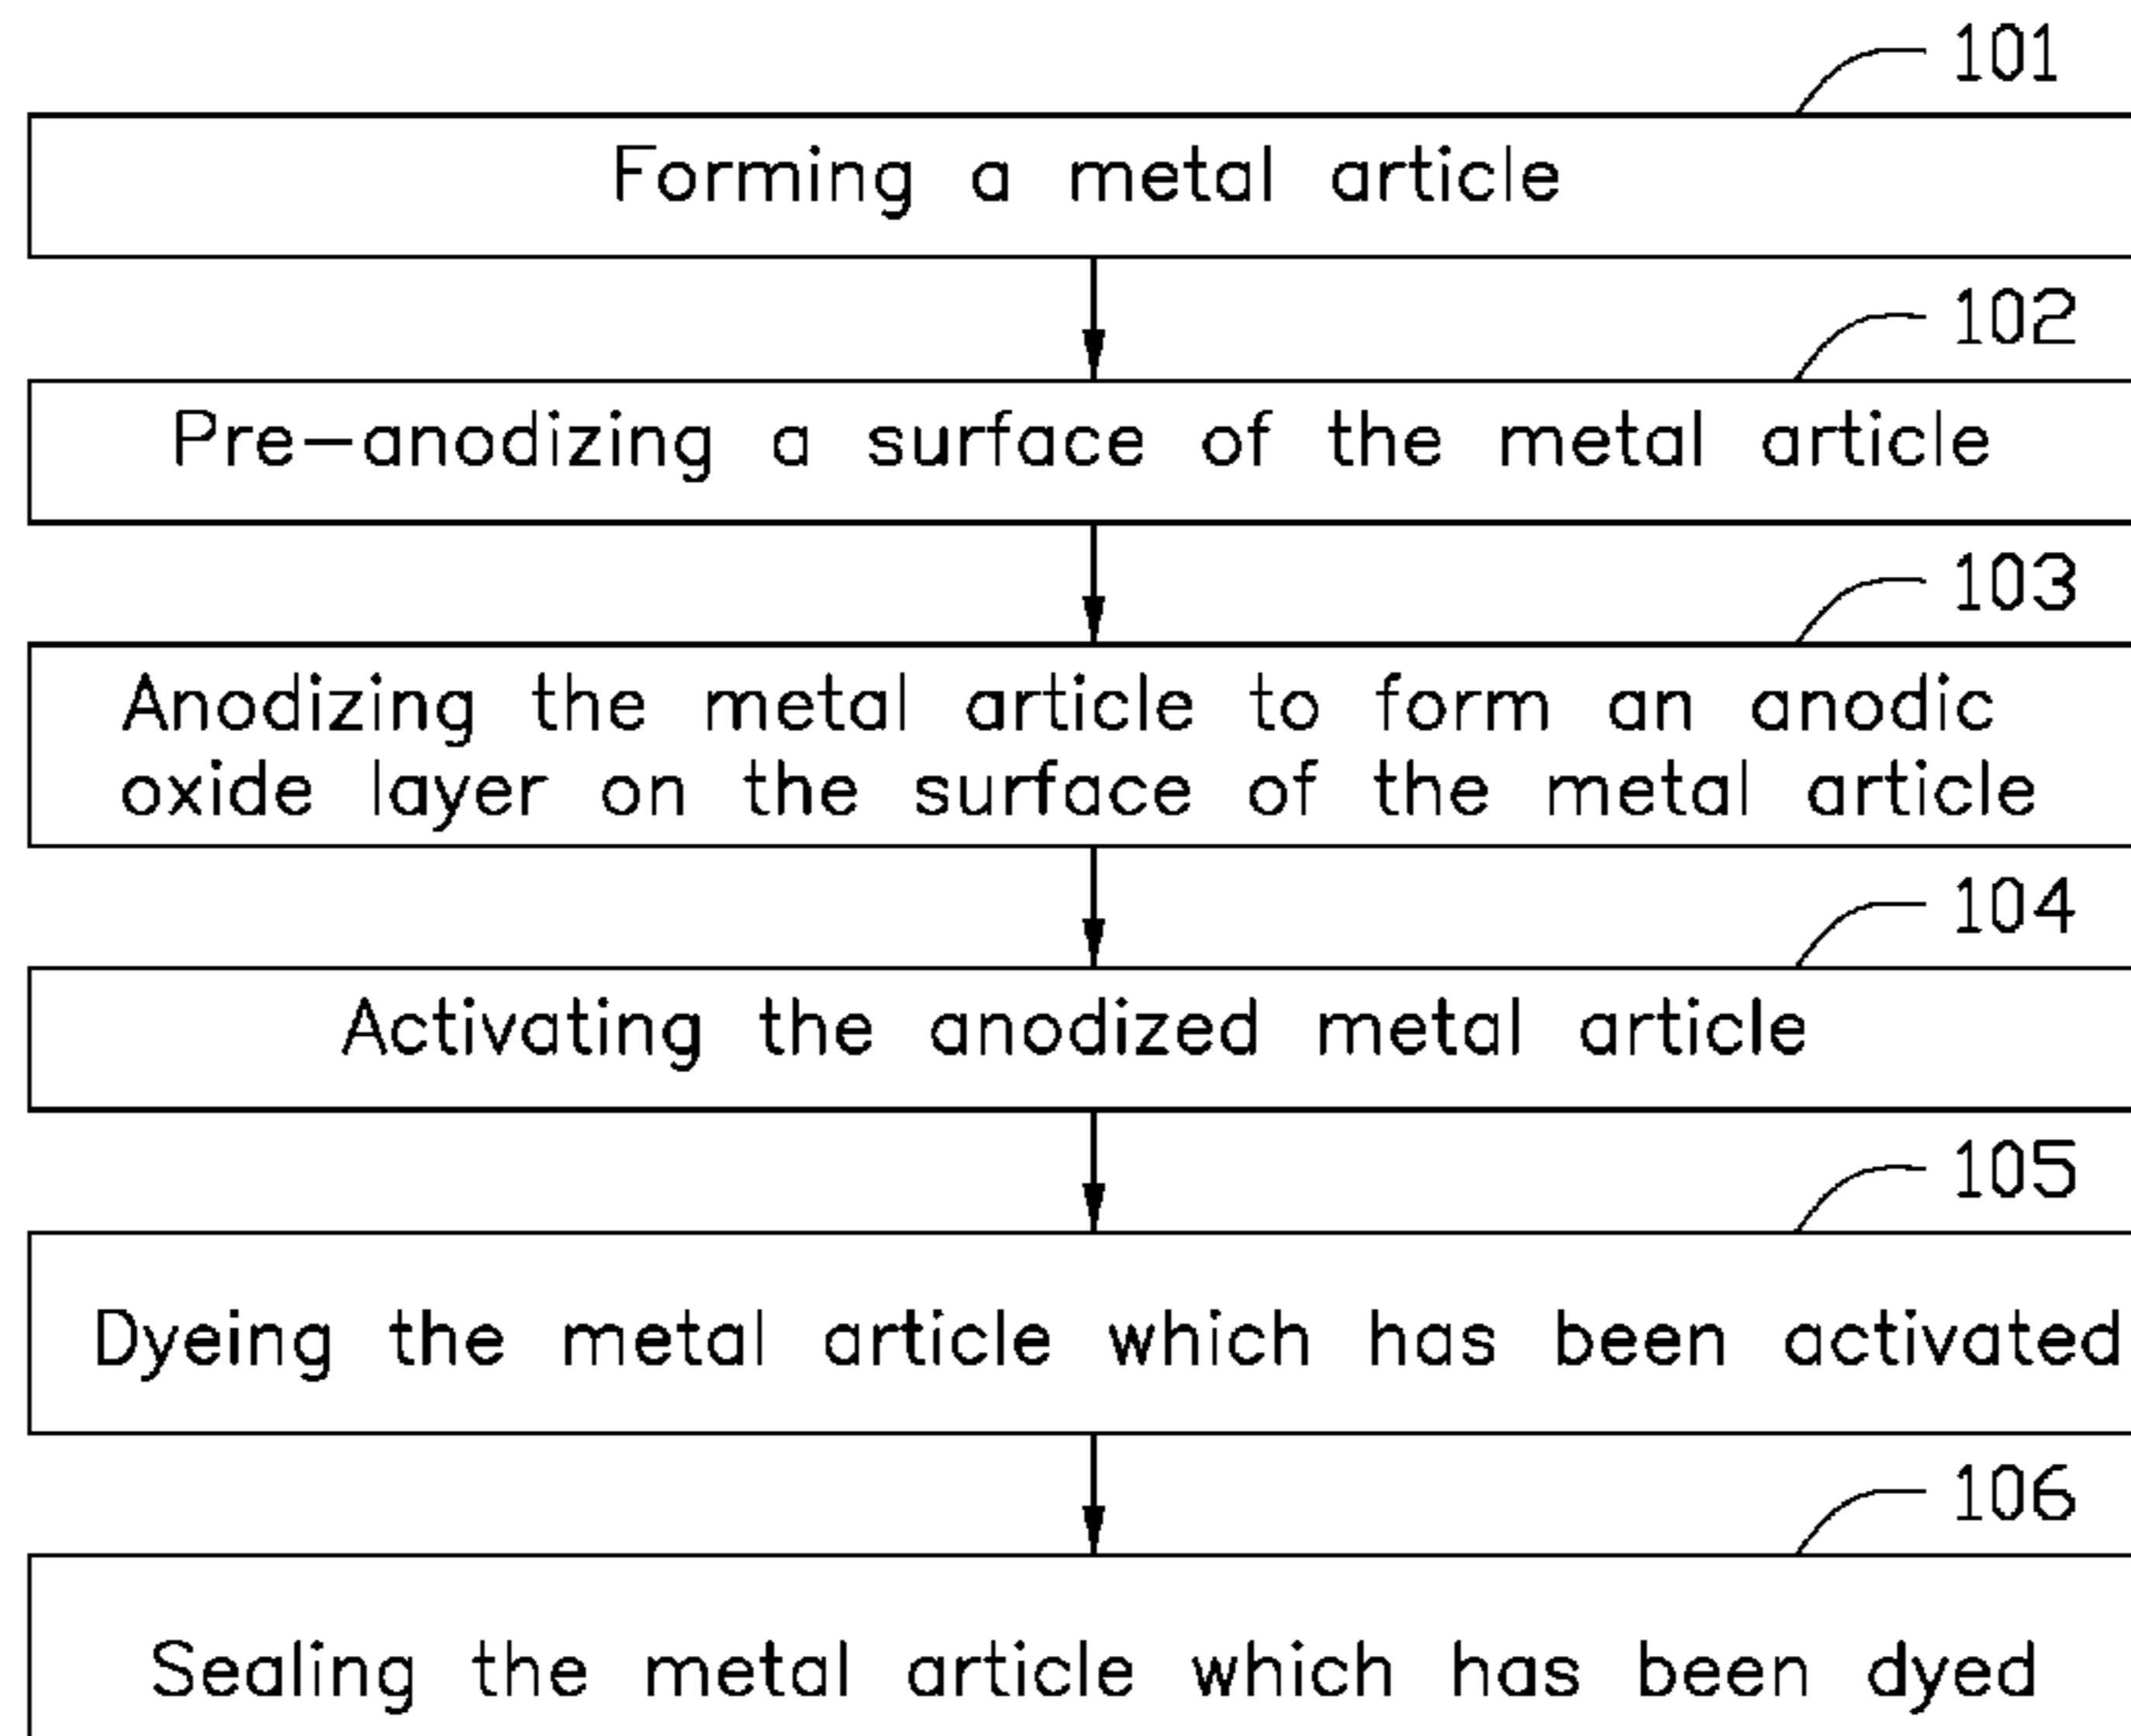 101
Forming a metal article
102
Pre-anodizing a surface of the metal article
103
Anodizing the metal article to form an anodic
oxide layer on the surface of the metal article
104
Activating the anodized metal article
105
Dyeing the metal article which has been activated
106
Sealing the metal article which has been dyed